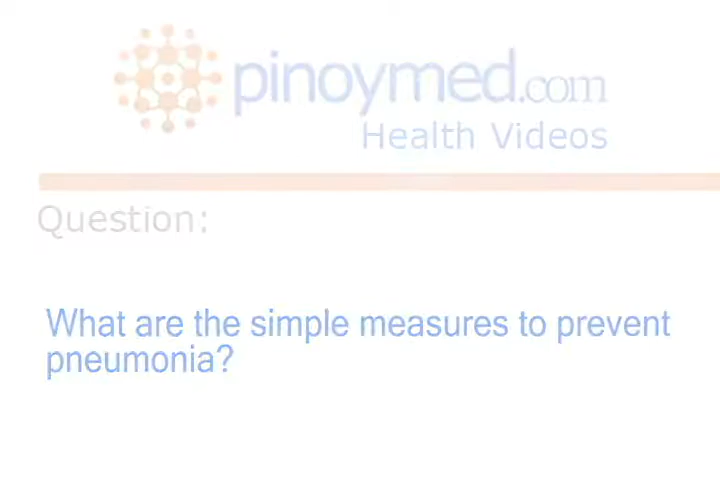 pinoymed.com
Health Videos
Question:
What are the simple measures to prevent
pneumonia?